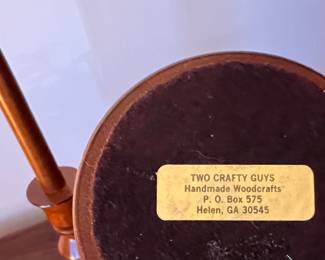 TWO CRAFTY GUYS
Handmade Woodcrafts
P. O. Box 575
Helen, GA 30545